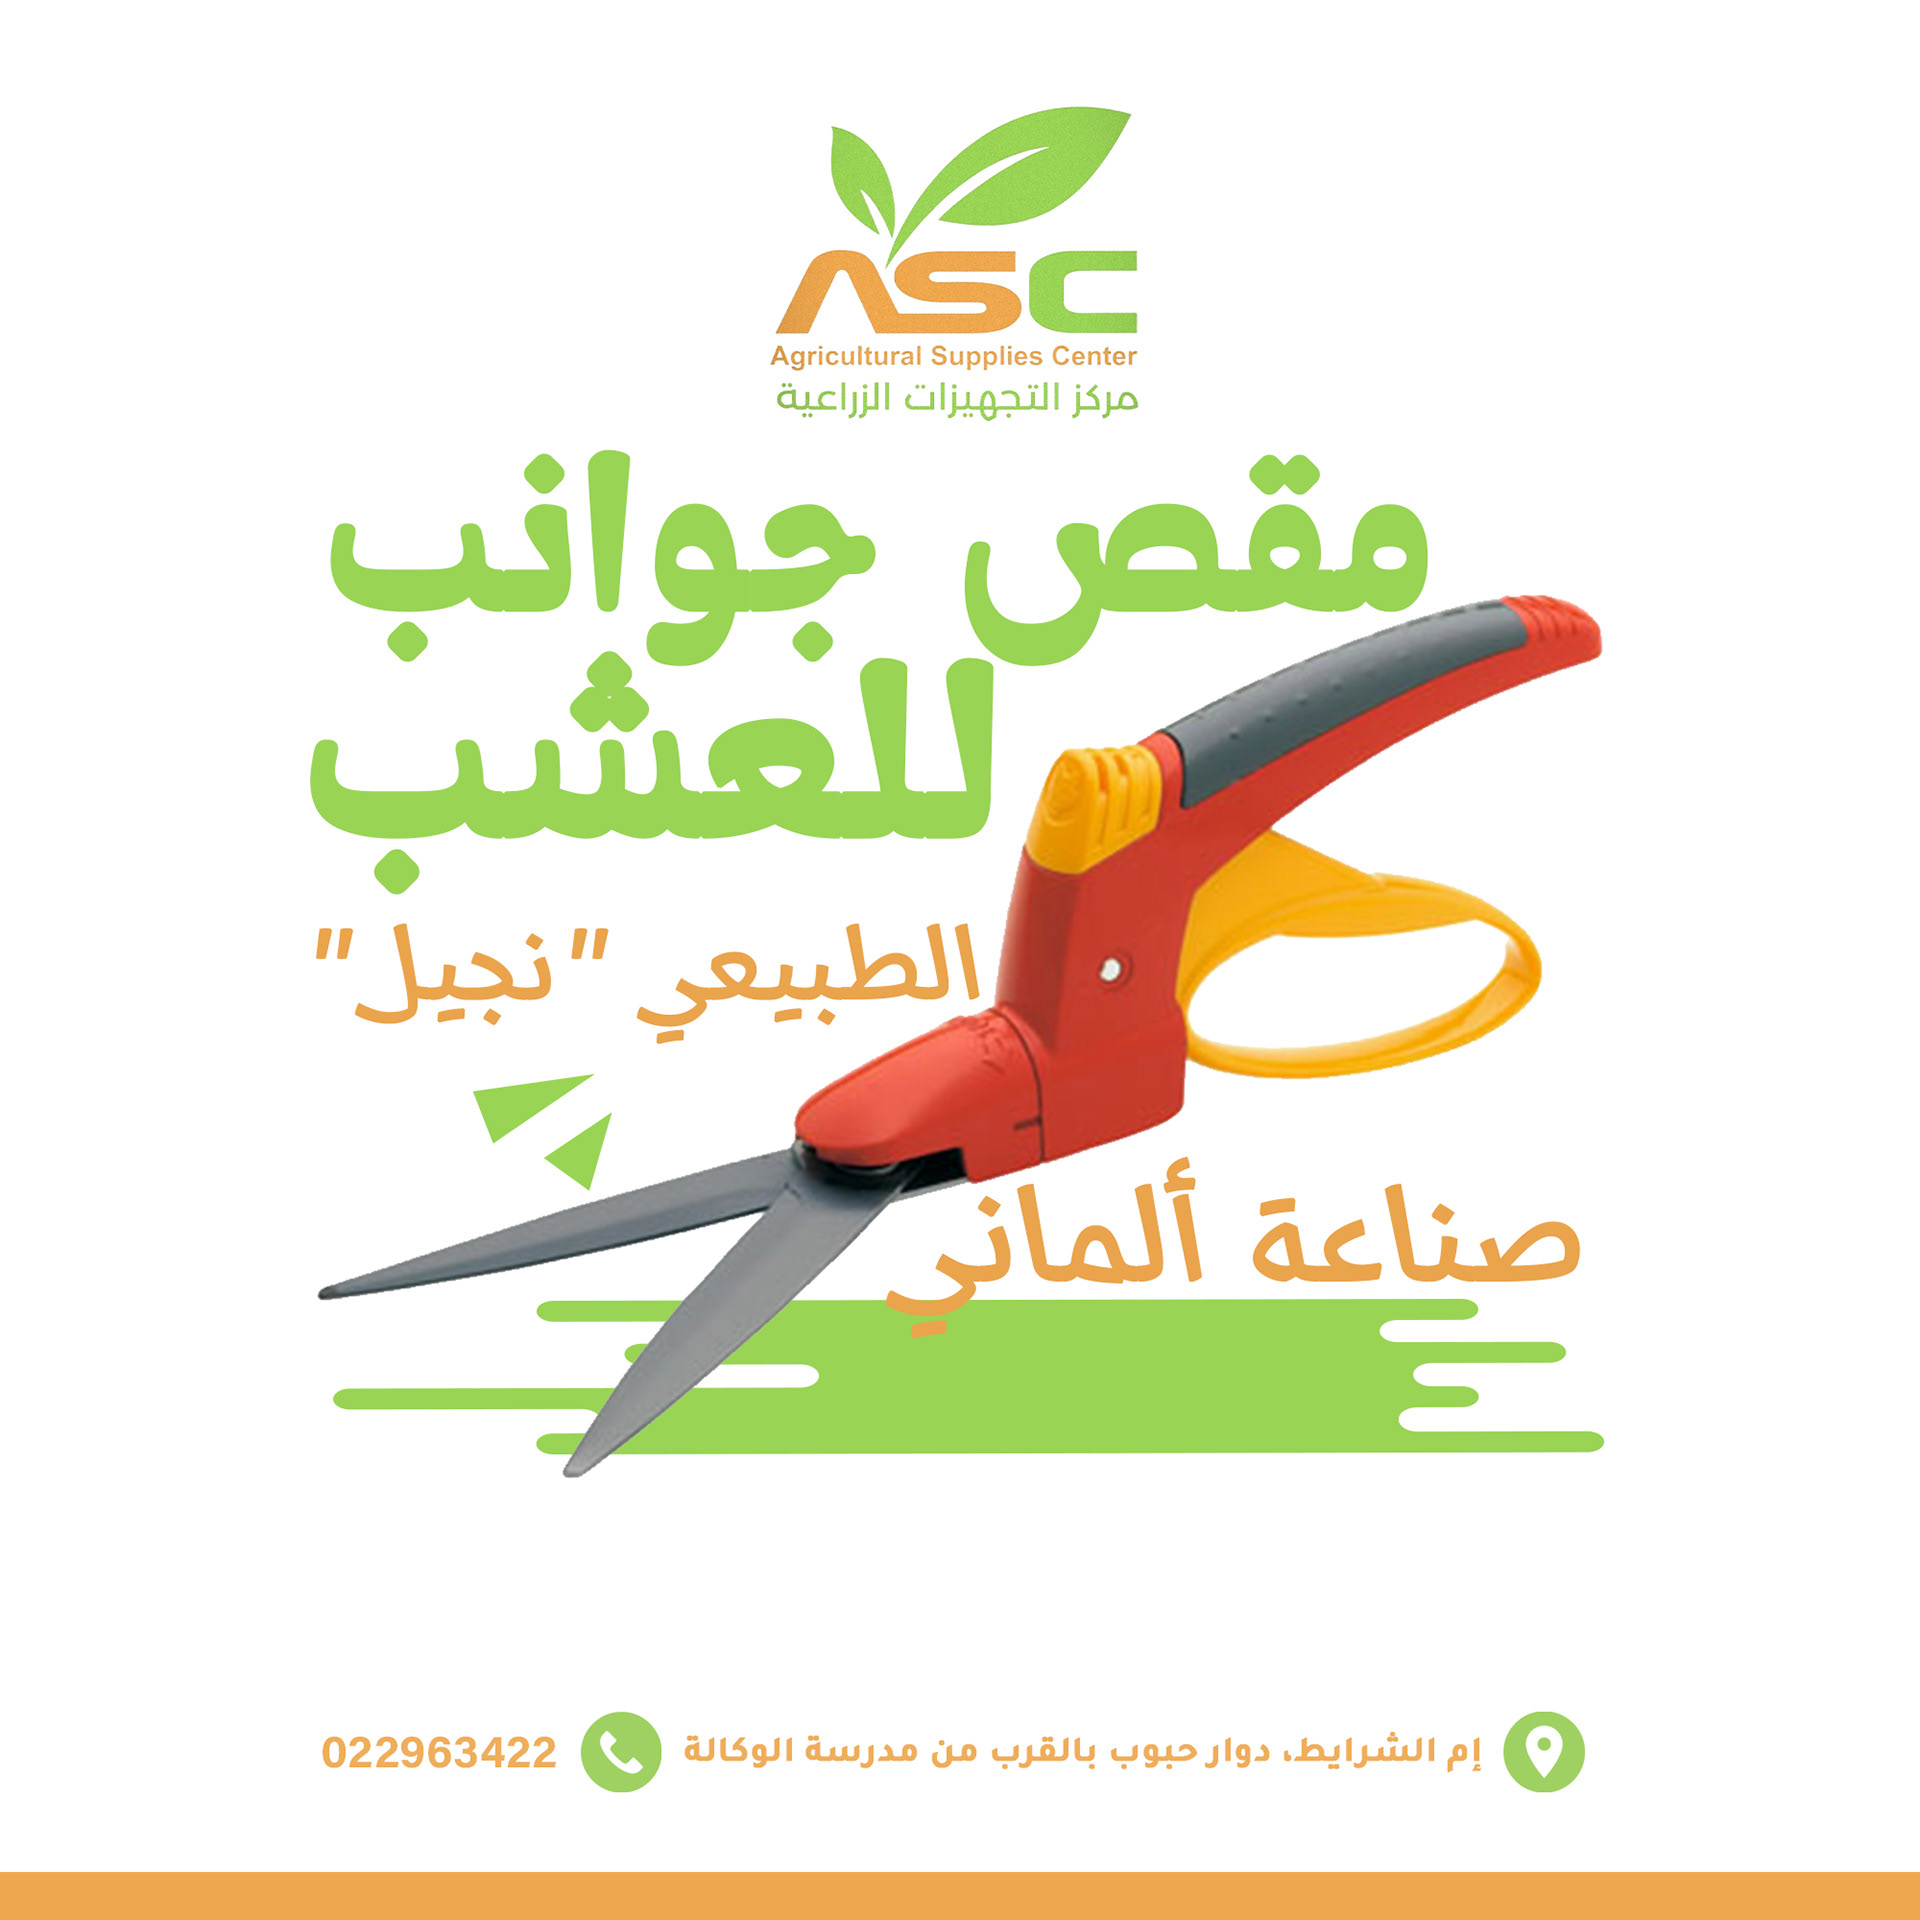 ASC
Agricultural Supplies Center
مركز التجهيزات الزراعية
مقص جوانب
للعشب
الطبيعي "نجيل"
صناعة ألماني
إم الشرايط، دوار حبوب بالقرب من مدرسة الوكالة
022963422